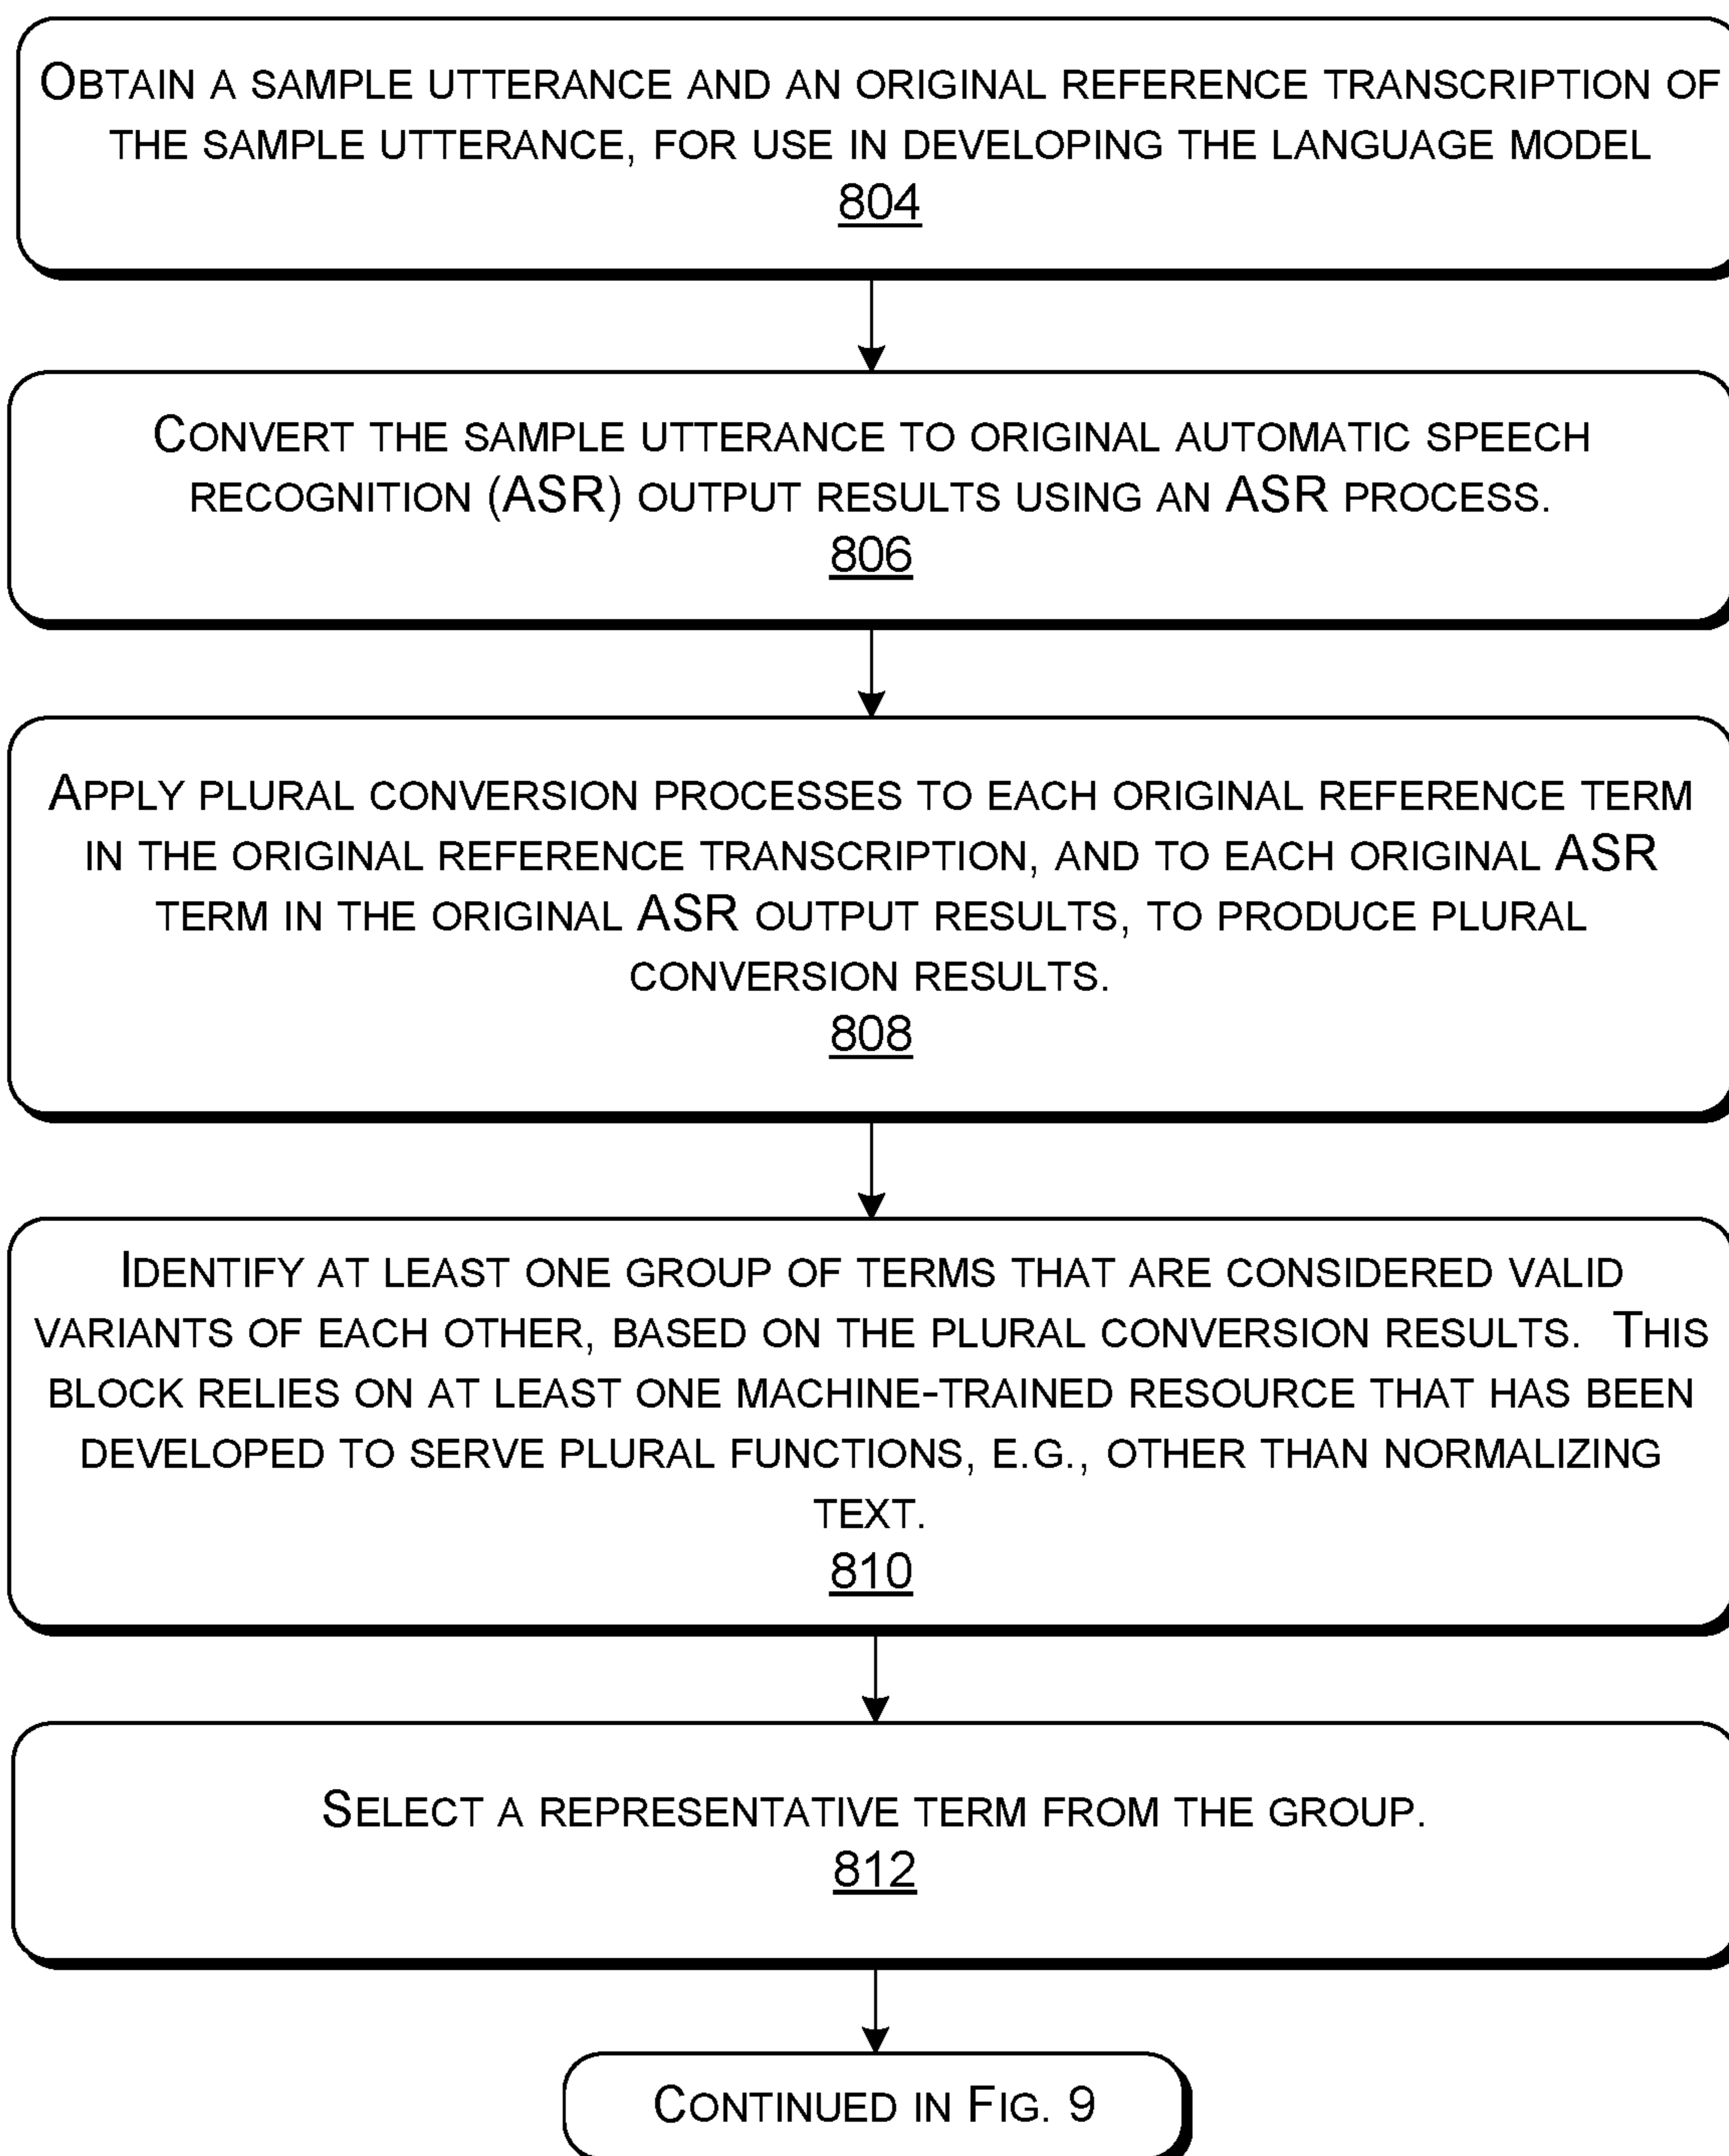 OBTAIN A SAMPLE UTTERANCE AND AN ORIGINAL REFERENCE TRANSCRIPTION OF
THE SAMPLE UTTERANCE, FOR USE IN DEVELOPING THE LANGUAGE MODEL
804
CONVERT THE SAMPLE UTTERANCE TO ORIGINAL AUTOMATIC SPEECH
RECOGNITION (ASR) OUTPUT RESULTS USING AN ASR PROCESS.
806
APPLY PLURAL CONVERSION PROCESSES TO EACH ORIGINAL REFERENCE TERM
IN THE ORIGINAL REFERENCE TRANSCRIPTION, AND TO EACH ORIGINAL ASR
TERM IN THE ORIGINAL ASR OUTPUT RESULTS, TO PRODUCE PLURAL
CONVERSION RESULTS.
808
IDENTIFY AT LEAST ONE GROUP OF TERMS THAT ARE CONSIDERED VALID
VARIANTS OF EACH OTHER, BASED ON THE PLURAL CONVERSION RESULTS. THIS
BLOCK RELIES ON AT LEAST ONE MACHINE-TRAINED RESOURCE THAT HAS BEEN
DEVELOPED TO SERVE PLURAL FUNCTIONS, E.G., OTHER THAN NORMALIZING
TEXT.
810
SELECT A REPRESENTATIVE TERM FROM THE GROUP.
812
CONTINUED IN FIG. 9